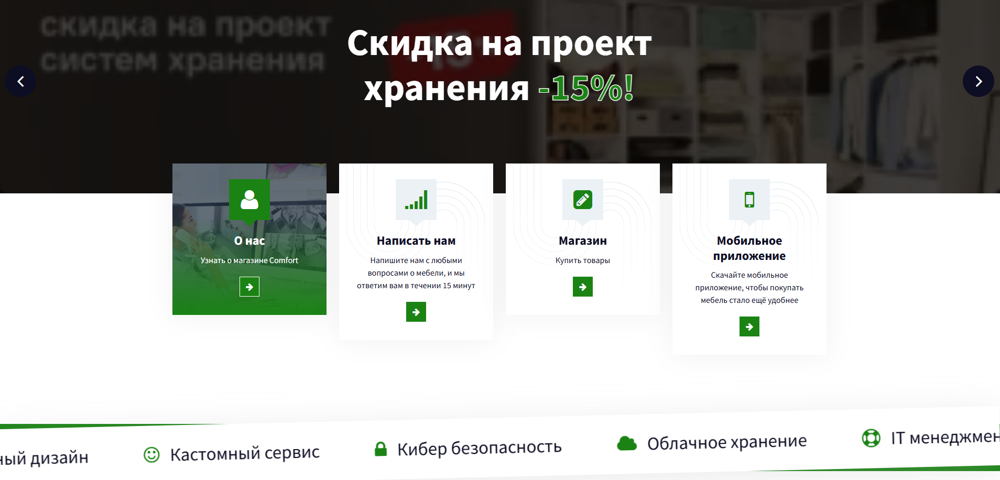 скидка на проект
систем хранения
Скидка на проект
хранения -15%!
О нас
Узнать о магазине Comfort
Написать нам
Напишите нам с любыми
вопросами о мебели, и мы
ответим вам в течении 15 минут
Магазин
Купить товары
Мобильное
приложение
Скачайте мобильное
приложение, чтобы покупать
мебель стало ещё удобнее
ный дизайн
Кастомный сервис
Кибер безопасность
Облачное хранение
IT менеджмен